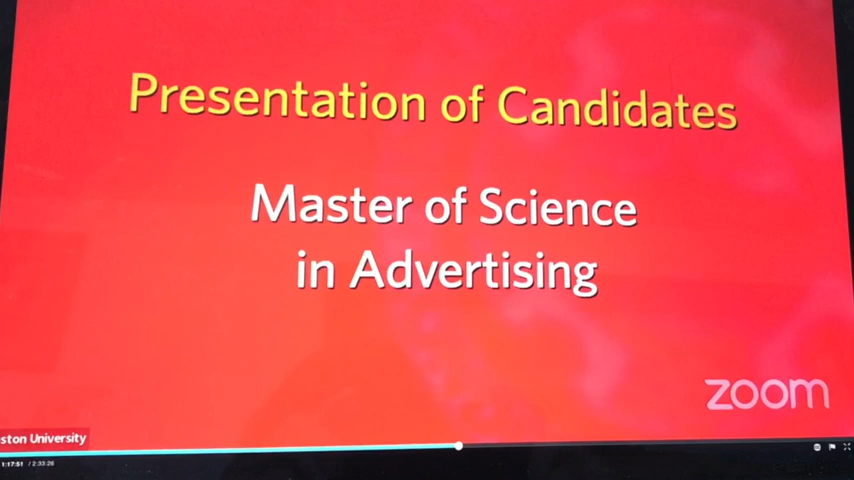 Presentation of Candidates
Master of Science
in Advertising
zoom
ston University
1:17:51 / 2:33:26